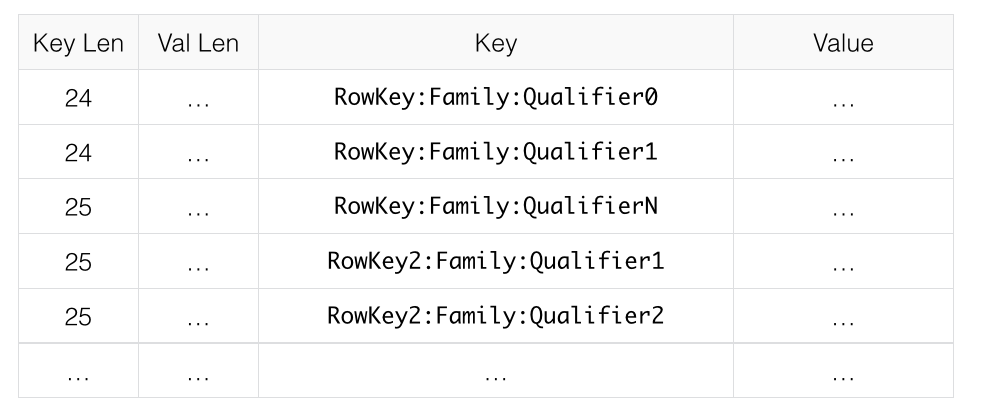 Key Len Val Len Key Value
24 ... RowKey:Family:Qualifier0 ...
24 ... RowKey:Family:Qualifier1 ...
25 ... RowKey:Family:QualifierN ...
25 ... RowKey2:Family:Qualifier1 ...
25 ... RowKey2:Family:Qualifier2 ...
... ... ... ...